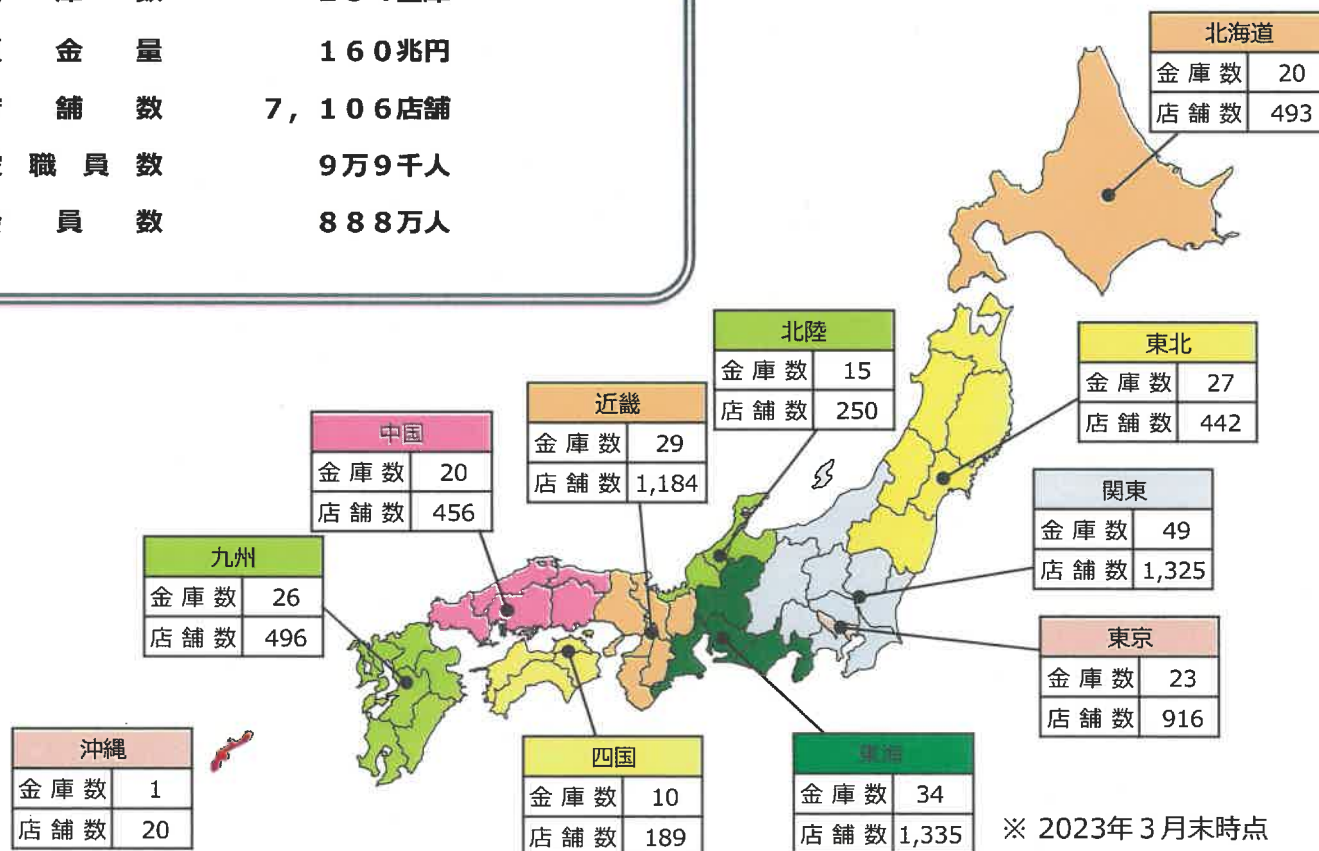 庫 数
金 量 160兆円
舗 数 7,106店舗
職 員 数 9万9千人
員 数 888万人
北海道
金庫数 20
店舗数 493
北陸
金庫数 15
店舗数 250
東北
金庫数 27
店舗数 442
近畿
金庫数 29
店舗数 1,184
中国
金庫数 20
店舗数 456
関東
金庫数 49
店舗数 1,325
九州
金庫数 26
店舗数 496
東京
金庫数 23
店舗数 916
沖縄
金庫数 1
店舗数 20
四国
金庫数 10
店舗数 189
東海
金庫数 34
店舗数 1,335
※ 2023年3月末時点